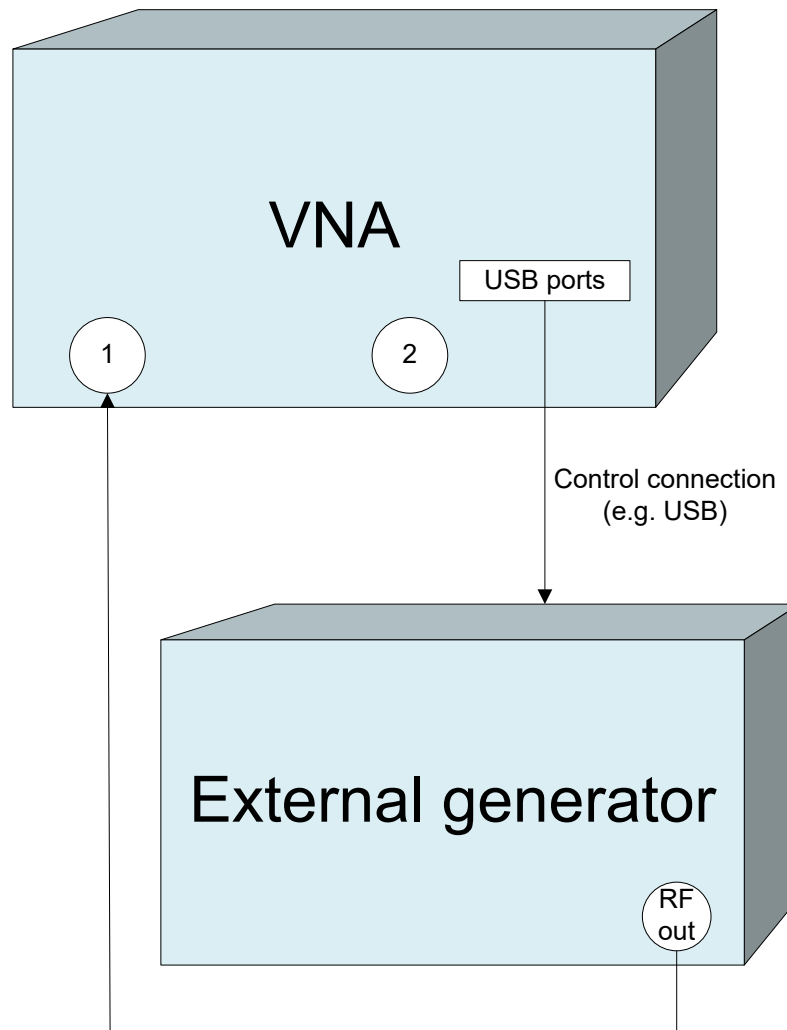 VNA
USB ports
1
2
Control connection
(e.g. USB)
External generator
RF
out